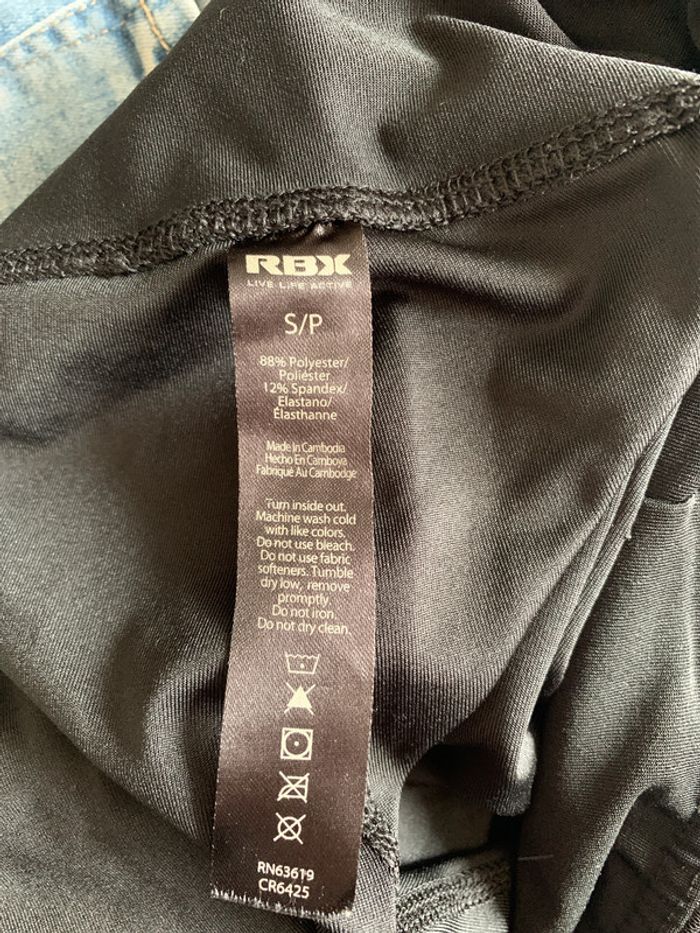 RBX
LIVE LIFE ACTIVE
S/P
88% Polyester/
Poliéster
12% Spandex/
Elastano/
Élasthanne
Made in Cambodia
Hecho En Camboya
Fabriqué Au Cambodge
Turn inside out.
Machine wash cold
with like colors.
Do not use bleach.
Do not use fabric
softeners. Tumble
dry low, remove
promptly
Do not iron.
Do not dry clean.
RN63619
CR6425